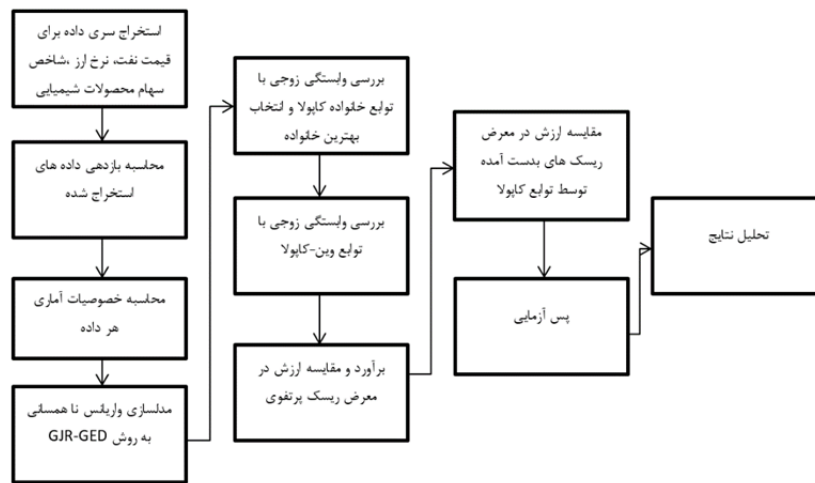 استخراج سری داده برای
قیمت نفت، نرخ ارز ،شاخص
سهام محصولات شیمیایی
محاسبه بازدهی داده های
استخراج شده
محاسبه خصوصیات آماری
هر داده
مدلسازی واریانس نا همسانی
به روش GJR-GED
بررسی وابستگی زوجی با
توابع خانواده کاپولا و انتخاب
بهترین خانواده
بررسی وابستگی زوجی با
توابع وین-کاپولا
برآورد و مقایسه ارزش در
معرض ریسک پرتفوی
مقایسه ارزش در معرض
ریسک های بدست آمده
توسط توابع کاپولا
پس آزمایی
تحلیل نتایج